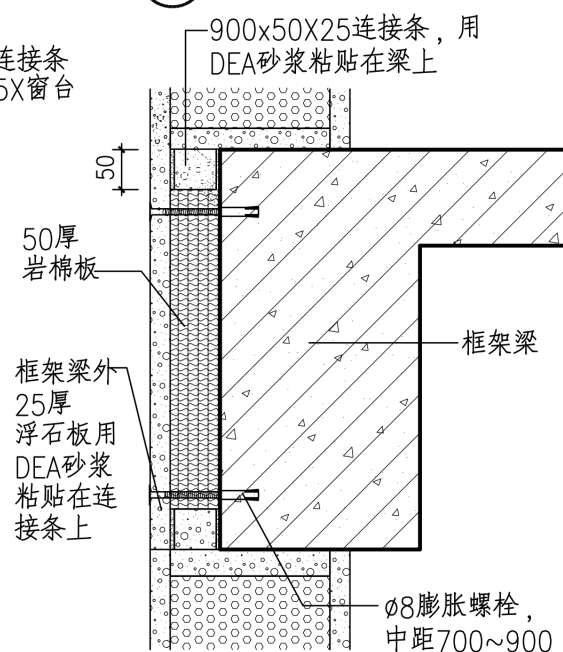 900x50X25连接条，用
DEA砂浆粘贴在梁上
连接条
5X窗台
50
50厚
岩棉板
框架梁
框架梁外
25厚
浮石板用
DEA砂浆
粘贴在连
接条上
ø8膨胀螺栓，
中距700~900